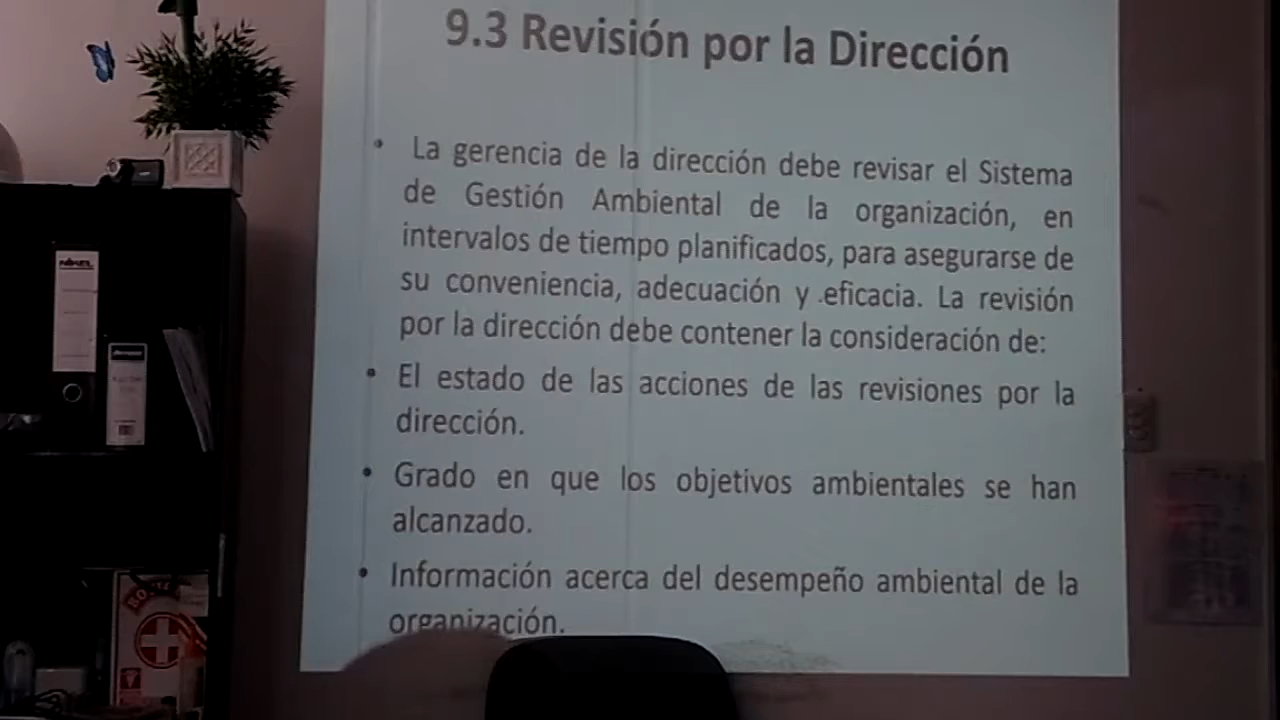 9.3 Revisión por la Dirección
• La gerencia de la dirección debe revisar el Sistema
de Gestión Ambiental de la organización, en
intervalos de tiempo planificados, para asegurarse de
su conveniencia, adecuación y eficacia. La revisión
por la dirección debe contener la consideración de:
• El estado de las acciones de las revisiones por la
dirección.
• Grado en que los objetivos ambientales se han
alcanzado.
• Información acerca del desempeño ambiental de la
organización.